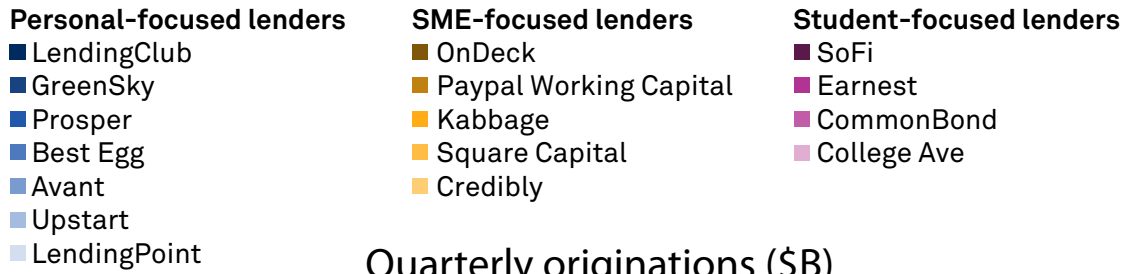 Personal-focused lenders
LendingClub
GreenSky
Prosper
Best Egg
Avant
Upstart
LendingPoint
SME-focused lenders
OnDeck
Paypal Working Capital
Kabbage
Square Capital
Credibly
Student-focused lenders
SoFi
Earnest
CommonBond
College Ave
Quarterly originations ($B)